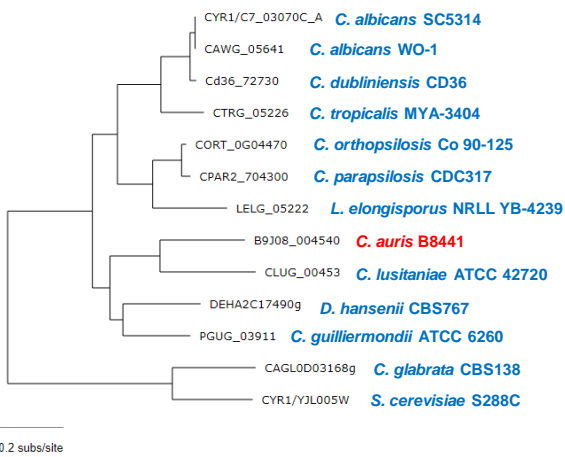 CYR1/C7_03070C_A C. albicans SC5314
CAWG_05641 C. albicans WO-1
Cd36_72730 C. dubliniensis CD36
CTRG_05226 C. tropicalis MYA-3404
CORT_0G04470 C. orthopsilosis Co 90-125
CPAR2_704300 C. parapsilosis CDC317
LELG_05222 L. elongisporus NRLL YB-4239
B9J08_004540 C. auris B8441
CLUG_00453 C. lusitaniae ATCC 42720
DEHA2C17490g D. hansenii CBS767
PGUG_03911 C. guilliermondii ATCC 6260
CAGL0D03168g C. glabrata CBS138
CYR1/YJL005W S. cerevisiae S288C
0.2 subs/site